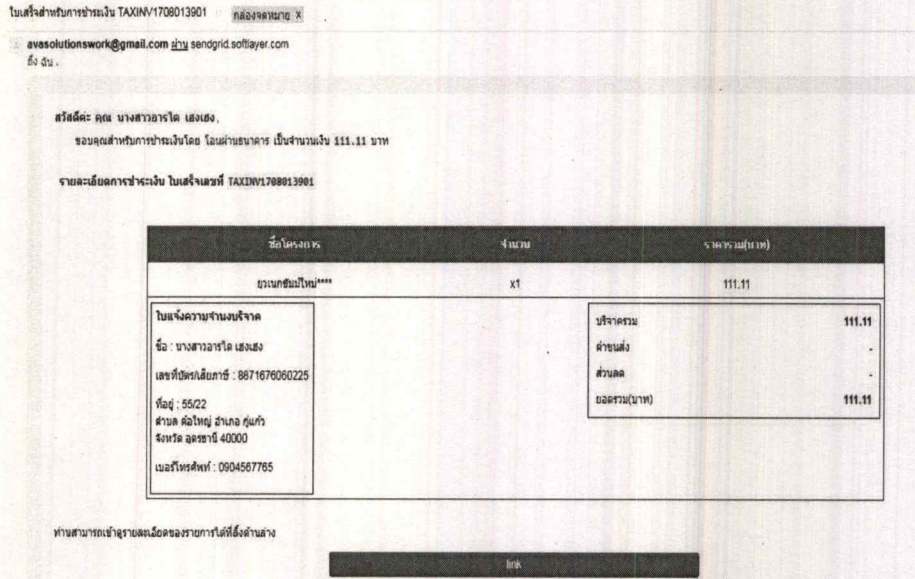 ใบเสร็จสำหรับการชำระเงิน TAXINV1708013901 กล่องจดหมาย x
avasolutionswork@gmail.com ผ่าน sendgrid.softlayer.com
ถึง ฉัน
สวัสดีค่ะ คุณ นางสาวอารไต เฮงเฮง,
ขอบคุณสำหรับการชำระเงินโดย โอนผ่านธนาคาร เป็นจำนวนเงิน 111.11 บาท
รายละเอียดการชำระเงิน ใบเสร็จเลขที่ TAXINV1708013901
ชื่อโครงการ จำนวน ราคารวม(บาท)
ยวเนกซัมป์ใหม่**** x1 111.11
ใบแจ้งความจำนงบริจาค
ชื่อ : นางสาวอารไต เฮงเฮง
เลขที่บัตร/เสียภาษี : 8871676060225
ที่อยู่ : 55/22
ตำบล ค้อใหญ่ อำเภอ กู่แก้ว
จังหวัด อุดรธานี 40000
เบอร์โทรศัพท์ : 0904567765
บริจาครวม 111.11
ค่าขนส่ง -
ส่วนลด -
ยอดรวม(บาท) 111.11
ท่านสามารถเข้าดูรายละเอียดของรายการได้ที่ลิ้งด้านล่าง
link